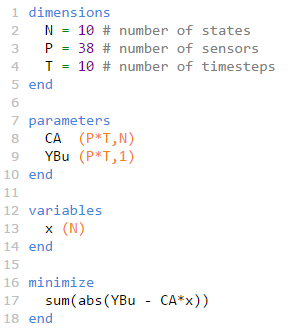 1 dimensions
2   N = 10 # number of states
3   P = 38 # number of sensors
4   T = 10 # number of timesteps
5 end
6
7 parameters
8   CA  (P*T,N)
9   YBu (P*T,1)
10 end
11
12 variables
13   x (N)
14 end
15
16 minimize
17   sum(abs(YBu - CA*x))
18 end